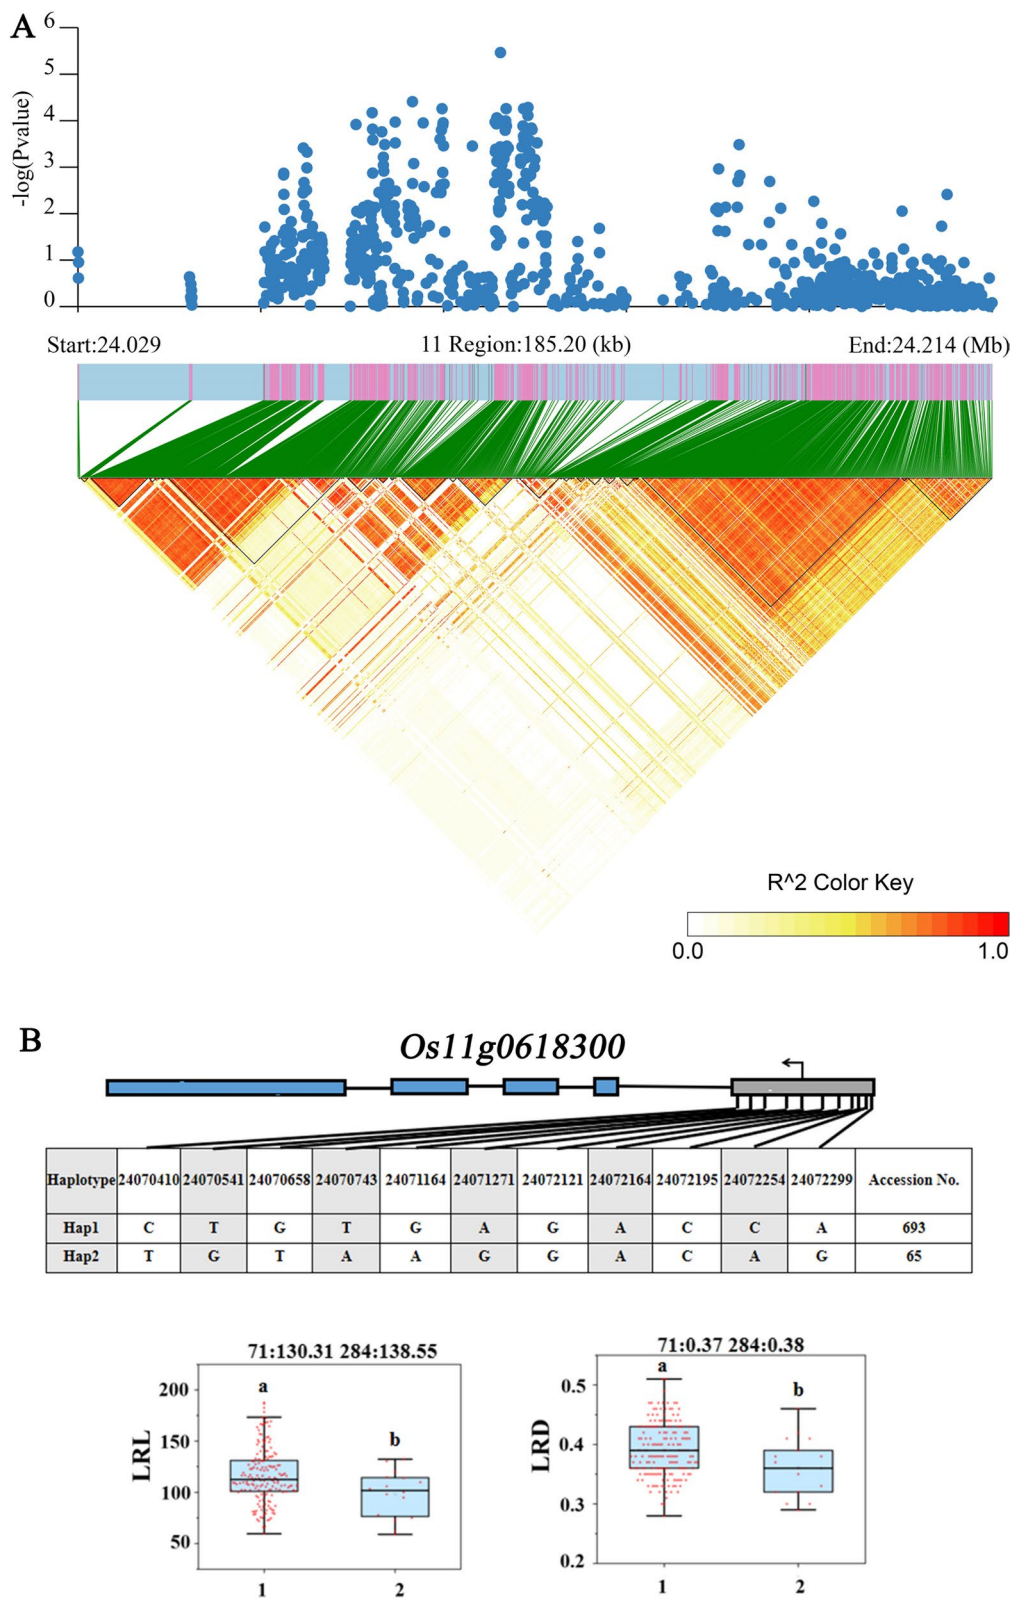 A
6
5
4
3
2
1
0
-log(Pvalue)
Start:24.029 11 Region:185.20 (kb) End:24.214 (Mb)
R^2 Color Key
0.0 1.0
B
Os11g0618300
Haplotype 24070410 24070541 24070658 24070743 24071164 24071271 24072121 24072164 24072195 24072254 24072299 Accession No.
Hap1 C T G T G A G A C C A 693
Hap2 T G T A A G G A C A G 65
71:130.31 284:138.55
a
b
200
150
100
50
LRL
1 2
71:0.37 284:0.38
a
b
0.5
0.4
0.3
0.2
LRD
1 2